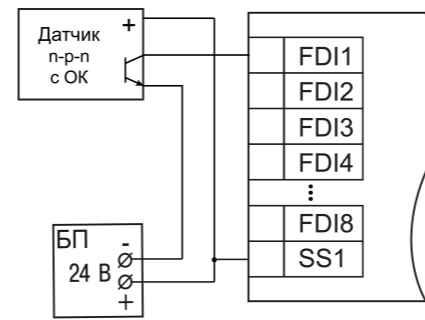 Датчик
n-p-n
с ОК
+
FDI1
FDI2
FDI3
FDI4
FDI8
SS1
БП -
24 В
+